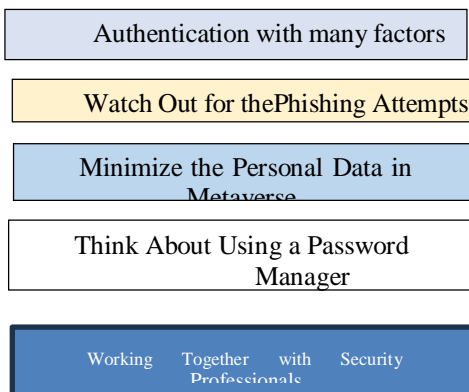 Authentication with many factors
Watch Out for thePhishing Attempts
Minimize the Personal Data in
Metaverse
Think About Using a Password
Manager
Working Together with Security
Professionals